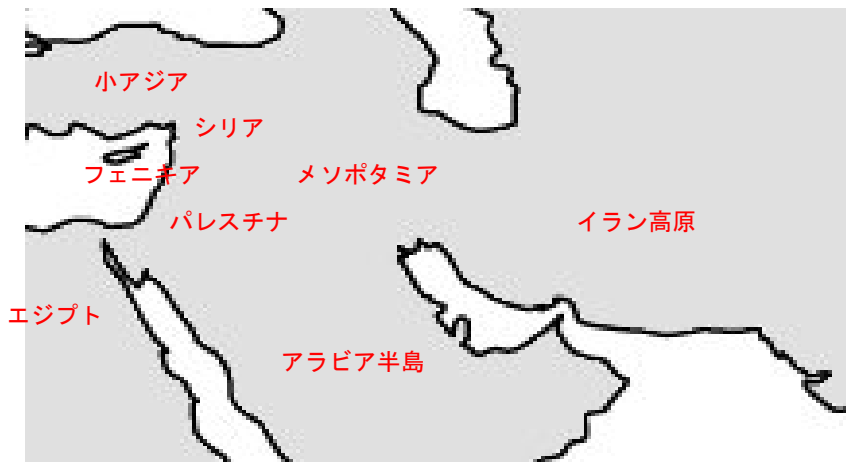 小アジア
シリア
フェニキア
メソポタミア
パレスチナ
イラン高原
エジプト
アラビア半島